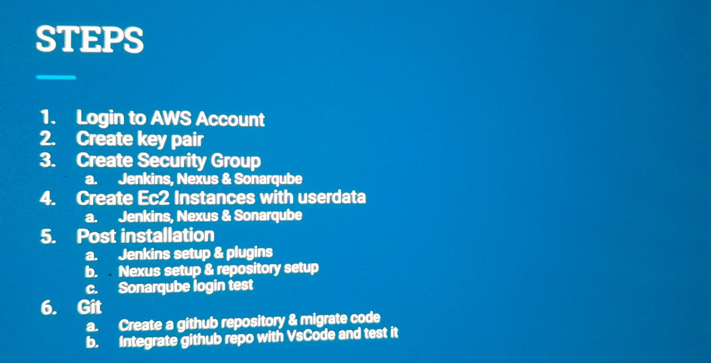 STEPS
1. Login to AWS Account
2. Create key pair
3. Create Security Group
a. Jenkins, Nexus & Sonarqube
4. Create Ec2 Instances with userdata
a. Jenkins, Nexus & Sonarqube
5. Post installation
a. Jenkins setup & plugins
b. Nexus setup & repository setup
c. Sonarqube login test
6. Git
a. Create a github repository & migrate code
b. Integrate github repo with VsCode and test it